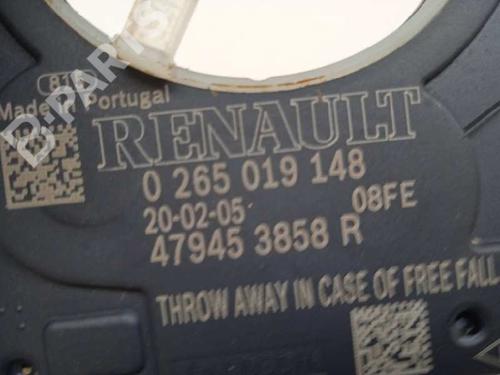 816
Made in Portugal
B-PARTS
RENAULT
0 265 019 148
20-02-05
08FE
47945 3858 R
THROW AWAY IN CASE OF FREE FALL